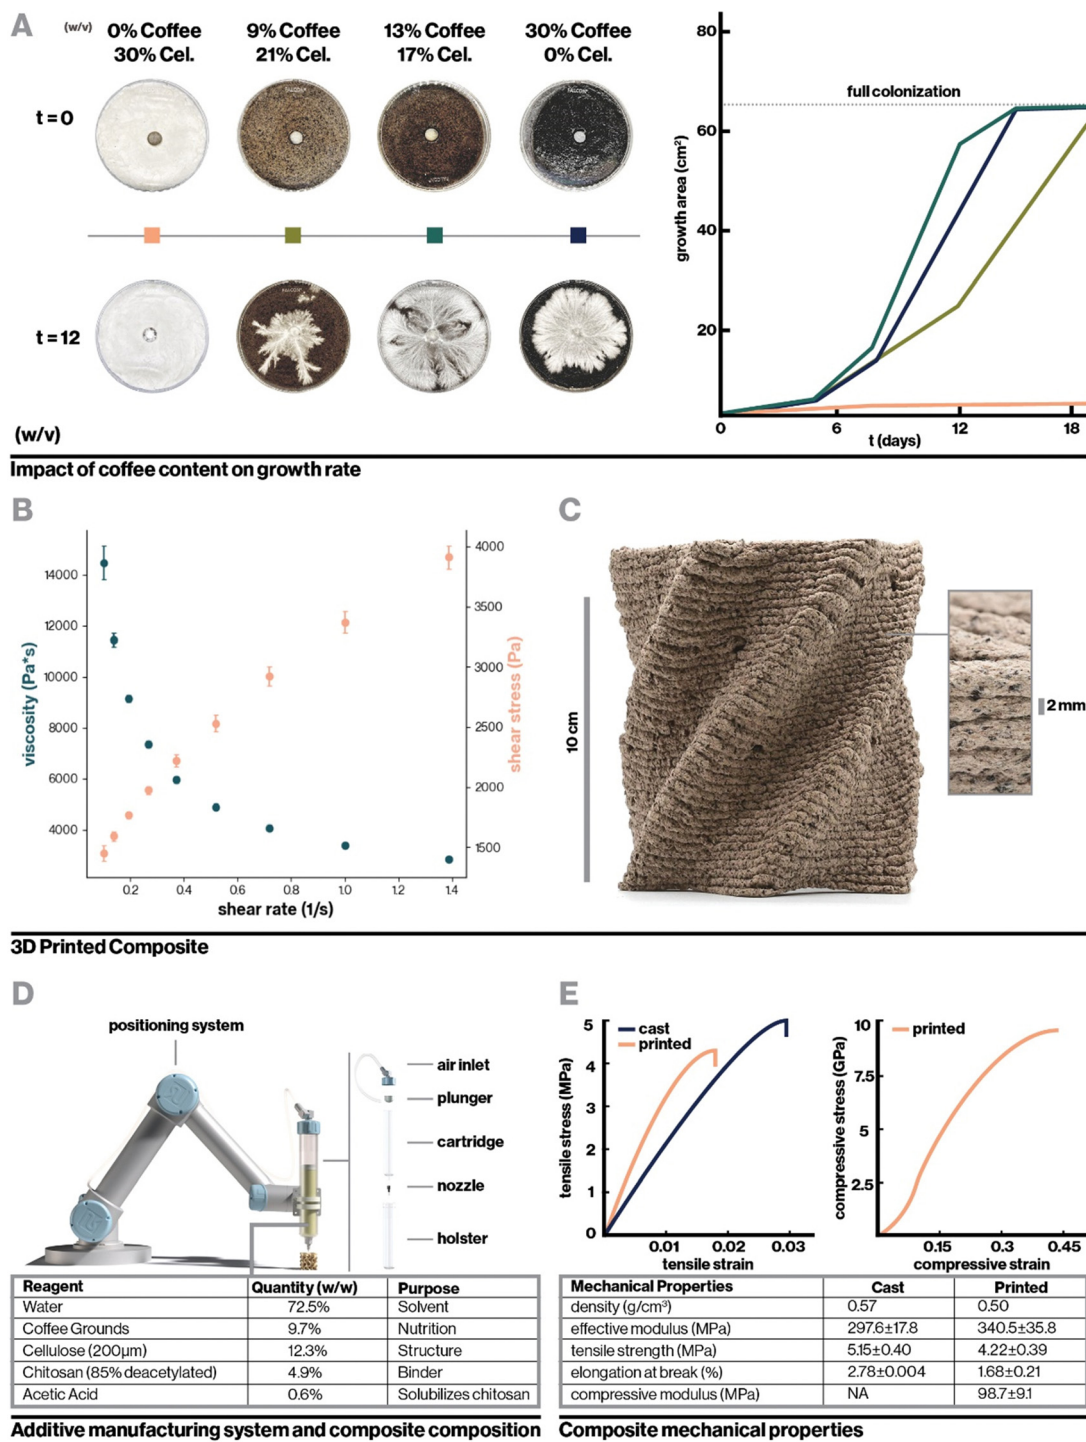 A
(w/v)
0% Coffee
30% Cel.
9% Coffee
21% Cel.
13% Coffee
17% Cel.
30% Coffee
0% Cel.
t = 0
FALCON®
t = 12
(w/v)
80
60
40
20
full colonization
growth area (cm²)
0
6
12
18
t (days)
Impact of coffee content on growth rate
B
14000
12000
10000
8000
6000
4000
viscosity (Pa*s)
4000
3500
3000
2500
2000
1500
shear stress (Pa)
0.2
0.4
0.6
0.8
1.0
1.2
1.4
shear rate (1/s)
C
10 cm
2 mm
3D Printed Composite
D
positioning system
air inlet
plunger
cartridge
nozzle
holster
Reagent Quantity (w/w) Purpose
Water 72.5% Solvent
Coffee Grounds 9.7% Nutrition
Cellulose (200µm) 12.3% Structure
Chitosan (85% deacetylated) 4.9% Binder
Acetic Acid 0.6% Solubilizes chitosan
Additive manufacturing system and composite composition
E
cast
printed
5
4
3
2
1
0
tensile stress (MPa)
0.01
0.02
0.03
tensile strain
printed
10
7.5
5
2.5
compressive stress (GPa)
0.15
0.3
0.45
compressive strain
Mechanical Properties Cast Printed
density (g/cm³) 0.57 0.50
effective modulus (MPa) 297.6±17.8 340.5±35.8
tensile strength (MPa) 5.15±0.40 4.22±0.39
elongation at break (%) 2.78±0.004 1.68±0.21
compressive modulus (MPa) NA 98.7±9.1
Composite mechanical properties